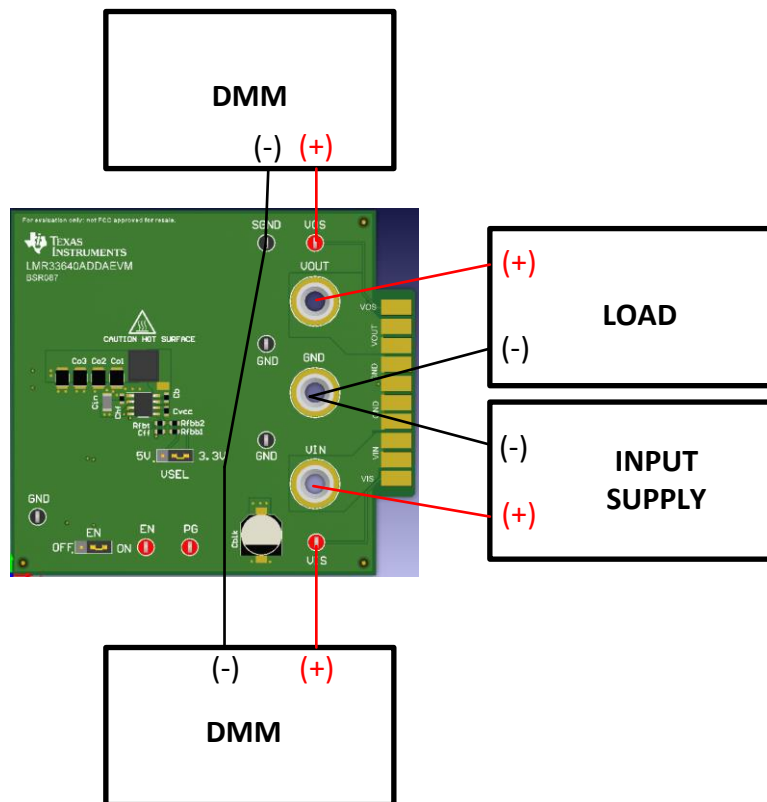 DMM
(-) (+)
For evaluation only; not FCC approved for resale.
TEXAS
INSTRUMENTS
LMR33640ADDAEVM
BSR087
SGND VOS
VOUT
(+)
LOAD
(-)
VOS
VOUT
CAUTION HOT SURFACE
GND
GND
GND
GND
Co3 Co2 Co1
Cin
Chf
Cb
Cvcc
Rfbt
Cff
Rfbb2
Rfbb1
5V 3.3V
VSEL
GND
VIN
VIN
VIS
(-)
INPUT
SUPPLY
(+)
GND
EN
OFF ON
EN
PG
Cblk
VIS
(-) (+)
DMM